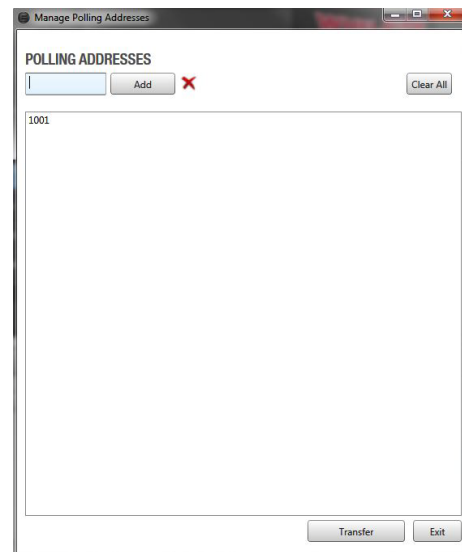 Manage Polling Addresses
POLLING ADDRESSES
Add
Clear All
1001
Transfer
Exit